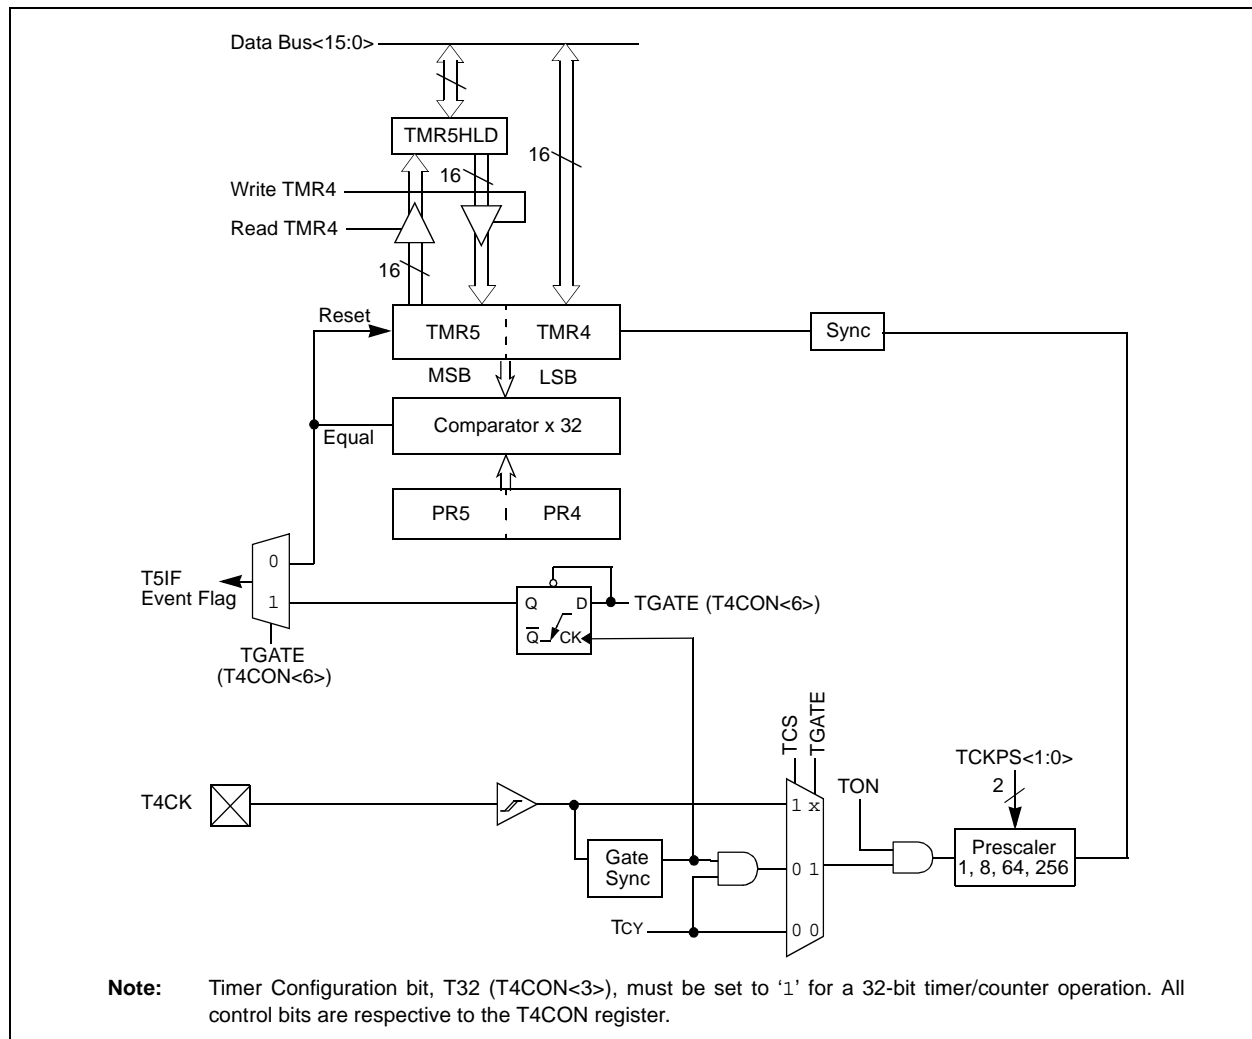 Data Bus<15:0>
TMR5HLD
16
16
Write TMR4
Read TMR4
16
Reset
TMR5
TMR4
Sync
MSB
LSB
Equal
Comparator x 32
PR5
PR4
0
T5IF
Event Flag
1
Q
D
TGATE (T4CON<6>)
Q
CK
TGATE
(T4CON<6>)
TCS
TGATE
TCKPS<1:0>
2
TON
T4CK
1 x
Prescaler
1, 8, 64, 256
Gate
Sync
0 1
TCY
0 0
Note: Timer Configuration bit, T32 (T4CON<3>), must be set to ‘1’ for a 32-bit timer/counter operation. All
control bits are respective to the T4CON register.